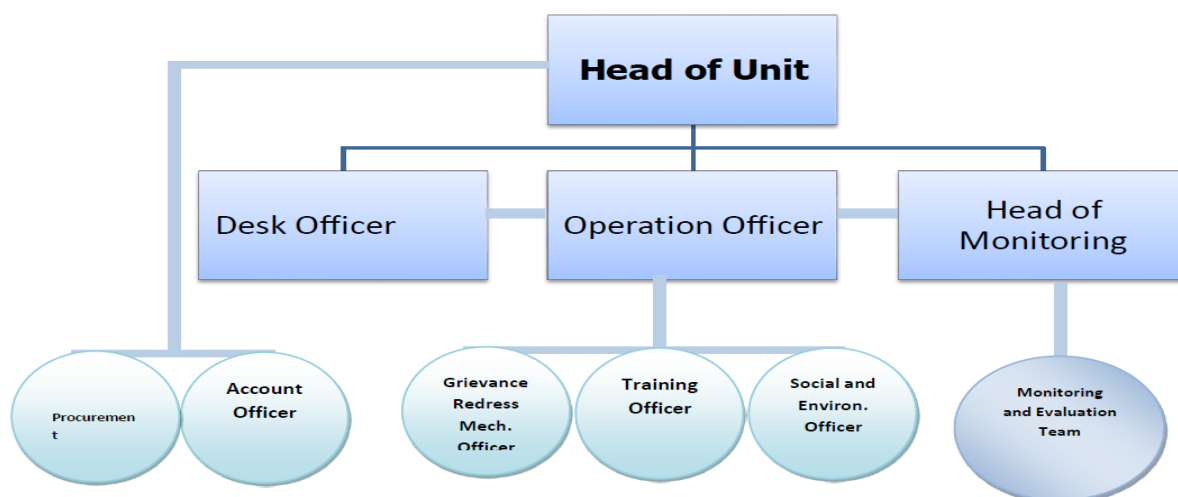 Head of Unit
Desk Officer
Operation Officer
Head of
Monitoring
Procuremen
t
Account
Officer
Grievance
Redress
Mech.
Officer
Training
Officer
Social and
Environ.
Officer
Monitoring
and Evaluation
Team